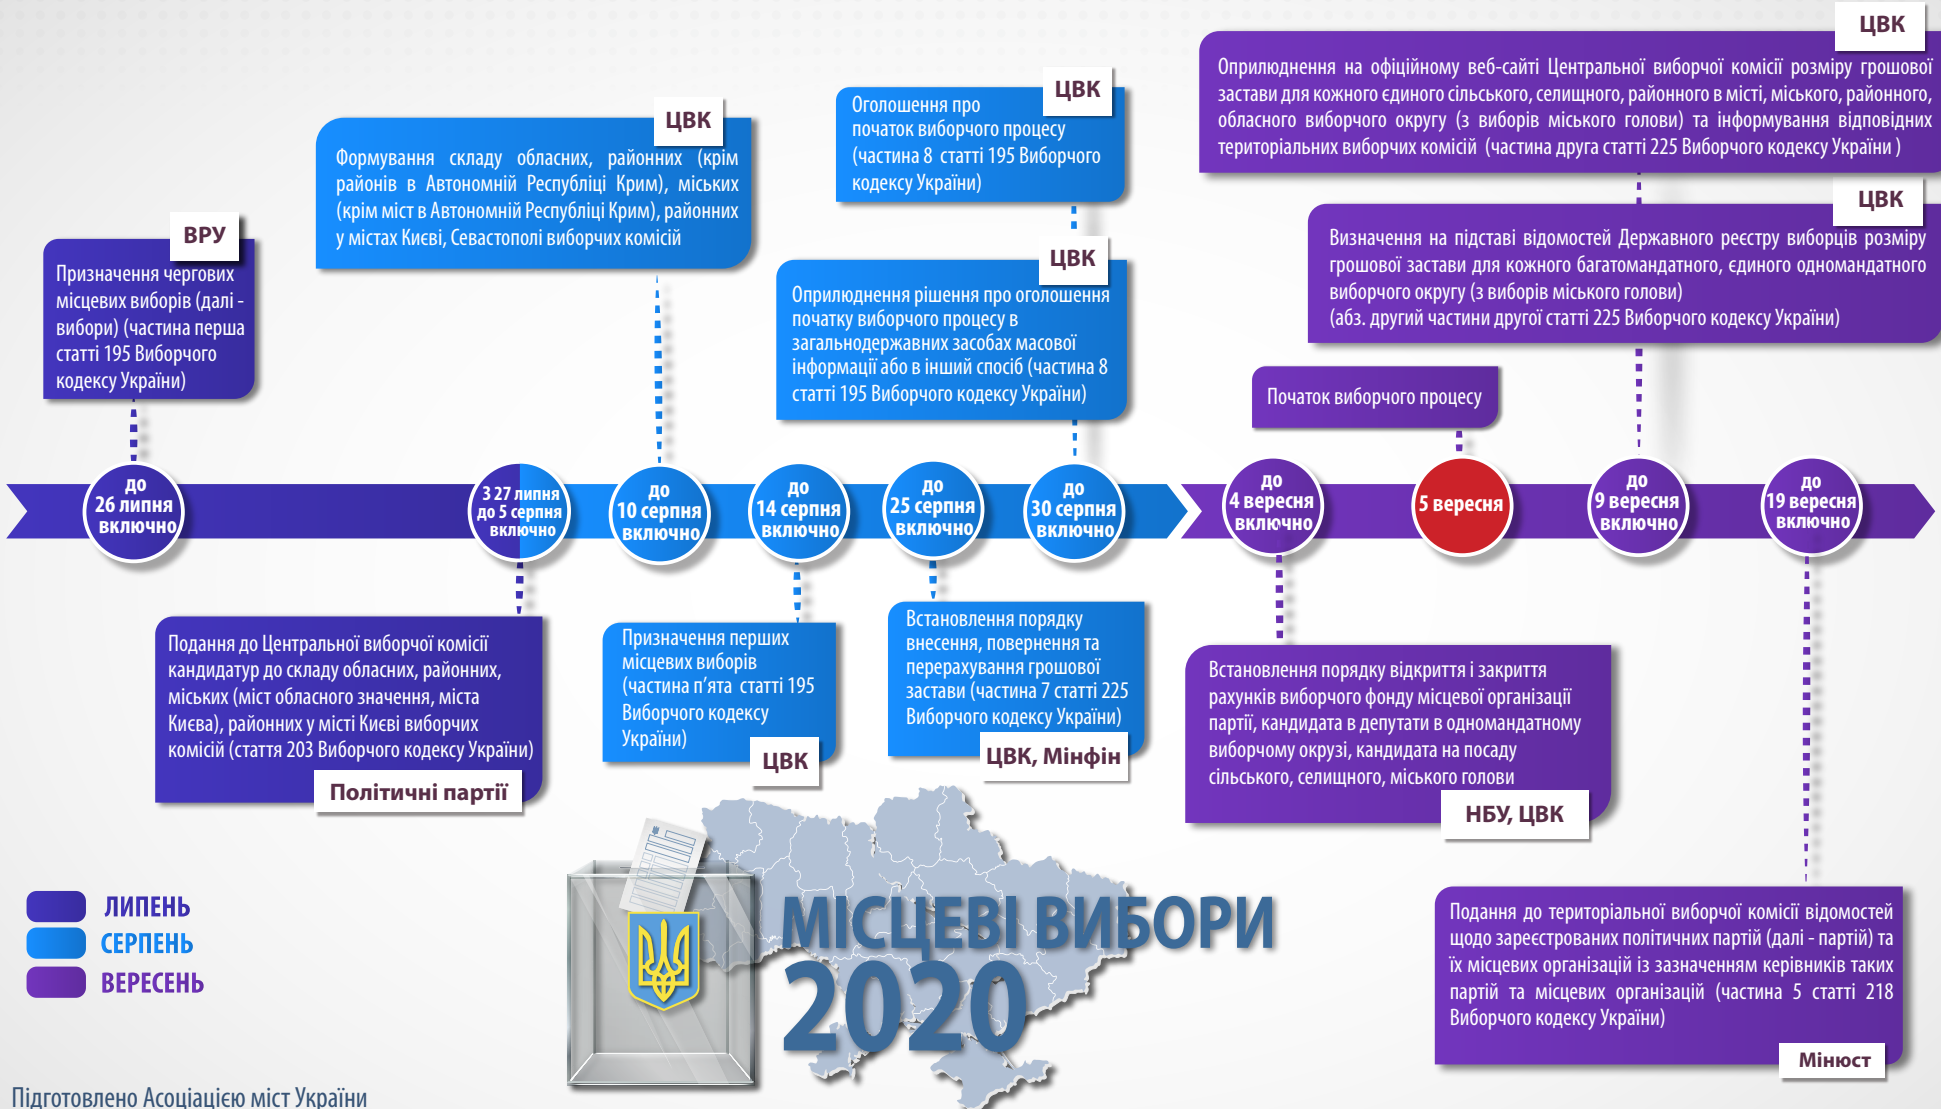 ЦВК
Оприлюднення на офіційному веб-сайті Центральної виборчої комісії розміру грошової
застави для кожного єдиного сільського, селищного, районного в місті, міського, районного,
обласного виборчого округу (з виборів міського голови) та інформування відповідних
територіальних виборчих комісій (частина друга статті 225 Виборчого кодексу України )
ЦВК
Визначення на підставі відомостей Державного реєстру виборців розміру
грошової застави для кожного багатомандатного, єдиного одномандатного
виборчого округу (з виборів міського голови)
(абз. другий частини другої статті 225 Виборчого кодексу України)
ЦВК
Оголошення про
початок виборчого процесу
(частина 8 статті 195 Виборчого
кодексу України)
ЦВК
Оприлюднення рішення про оголошення
початку виборчого процесу в
загальнодержавних засобах масової
інформації або в інший спосіб (частина 8
статті 195 Виборчого кодексу України)
ЦВК
Формування складу обласних, районних (крім
районів в Автономній Республіці Крим), міських
(крім міст в Автономній Республіці Крим), районних
у містах Києві, Севастополі виборчих комісій
ВРУ
Призначення чергових
місцевих виборів (далі -
вибори) (частина перша
статті 195 Виборчого
кодексу України)
Початок виборчого процесу
до
26 липня
включно
З 27 липня
до 5 серпня
включно
до
10 серпня
включно
до
14 серпня
включно
до
25 серпня
включно
до
30 серпня
включно
до
4 вересня
включно
5 вересня
до
9 вересня
включно
до
19 вересня
включно
Подання до Центральної виборчої комісії
кандидатур до складу обласних, районних,
міських (міст обласного значення, міста
Києва), районних у місті Києві виборчих
комісій (стаття 203 Виборчого кодексу України)
Політичні партії
Призначення перших
місцевих виборів
(частина п’ята статті 195
Виборчого кодексу
України)
ЦВК
Встановлення порядку
внесення, повернення та
перерахування грошової
застави (частина 7 статті 225
Виборчого кодексу України)
ЦВК, Мінфін
Встановлення порядку відкриття і закриття
рахунків виборчого фонду місцевої організації
партії, кандидата в депутати в одномандатному
виборчому окрузі, кандидата на посаду
сільського, селищного, міського голови
НБУ, ЦВК
Подання до територіальної виборчої комісії відомостей
щодо зареєстрованих політичних партій (далі - партій) та
їх місцевих організацій із зазначенням керівників таких
партій та місцевих організацій (частина 5 статті 218
Виборчого кодексу України)
Мінюст
ЛИПЕНЬ
СЕРПЕНЬ
ВЕРЕСЕНЬ
МІСЦЕВІ ВИБОРИ
2020
Підготовлено Асоціацією міст України